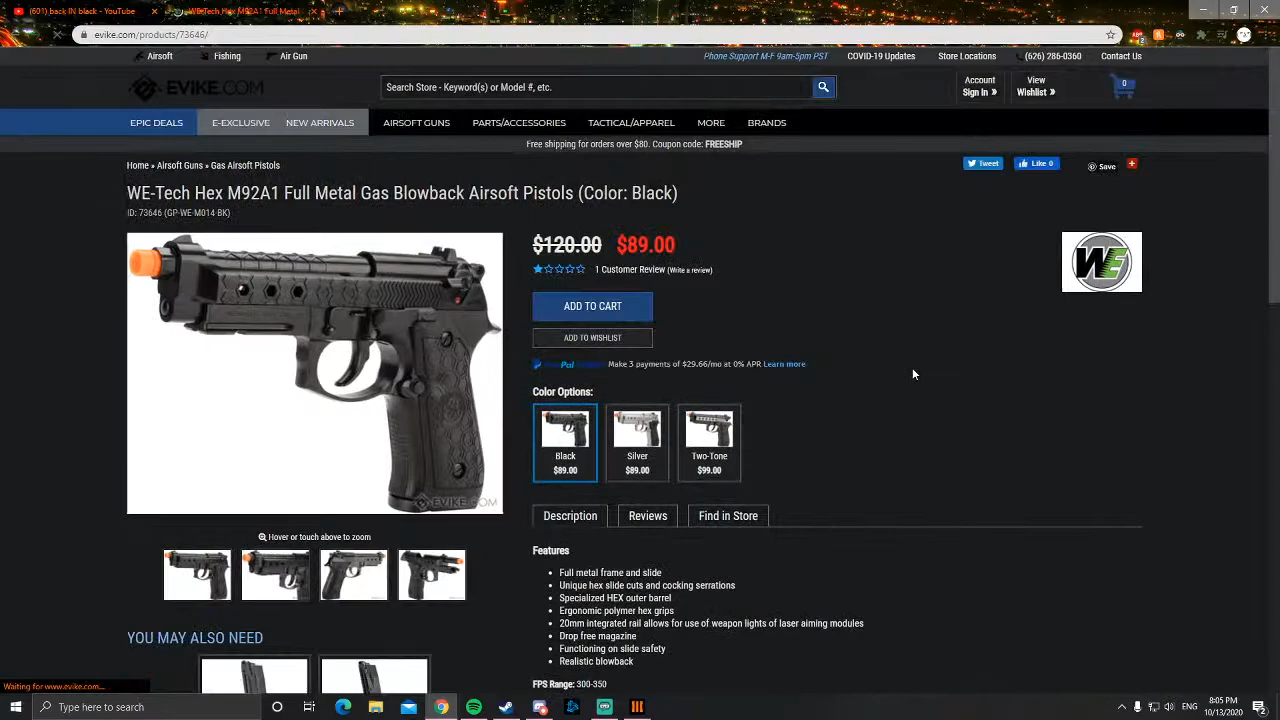 (601) back IN black - YouTube
WE-Tech Hex M92A1 Full Metal
evike.com/products/73646/
Airsoft Fishing Air Gun
Phone Support M-F 9am-5pm PST COVID-19 Updates Store Locations (626) 286-0360 Contact Us
EVIKE.COM
Search Store - Keyword(s) or Model #, etc.
Account
Sign In »
View
Wishlist »
0
EPIC DEALS E-EXCLUSIVE NEW ARRIVALS AIRSOFT GUNS PARTS/ACCESSORIES TACTICAL/APPAREL MORE BRANDS
Free shipping for orders over $80. Coupon code: FREESHIP
Home » Airsoft Guns » Gas Airsoft Pistols
Tweet Like 0 Save
WE-Tech Hex M92A1 Full Metal Gas Blowback Airsoft Pistols (Color: Black)
ID: 73646 (GP-WE-M014-BK)
$120.00 $89.00
1 Customer Review (Write a review)
WE
ADD TO CART
ADD TO WISHLIST
Make 3 payments of $29.66/mo at 0% APR Learn more
Color Options:
Black
$89.00
Silver
$89.00
Two-Tone
$99.00
EVIKE.COM
Description Reviews Find in Store
Hover or touch above to zoom
Features
Full metal frame and slide
Unique hex slide cuts and cocking serrations
Specialized HEX outer barrel
Ergonomic polymer hex grips
20mm integrated rail allows for use of weapon lights of laser aiming modules
Drop free magazine
Functioning on slide safety
Realistic blowback
FPS Range: 300-350
YOU MAY ALSO NEED
Waiting for www.evike.com...
Type here to search
ENG
8:05 PM
10/13/2020